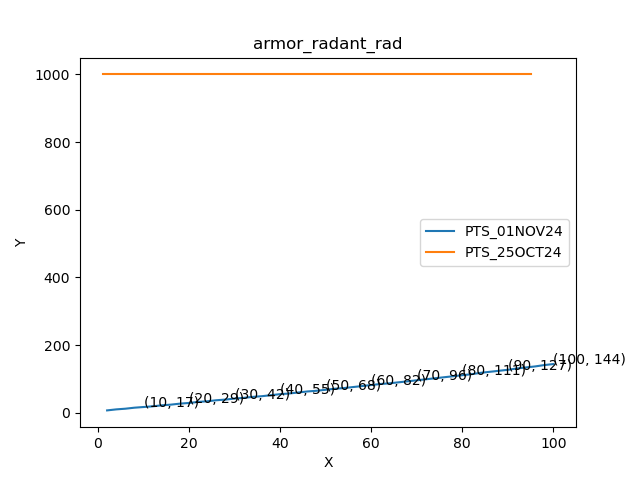 armor_radant_rad
1000
800
600
400
200
0
Y
PTS_01NOV24
PTS_25OCT24
(10, 17)
(20, 29)
(30, 42)
(40, 55)
(50, 68)
(60, 82)
(70, 96)
(80, 111)
(90, 127)
(100, 144)
0 20 40 60 80 100
X